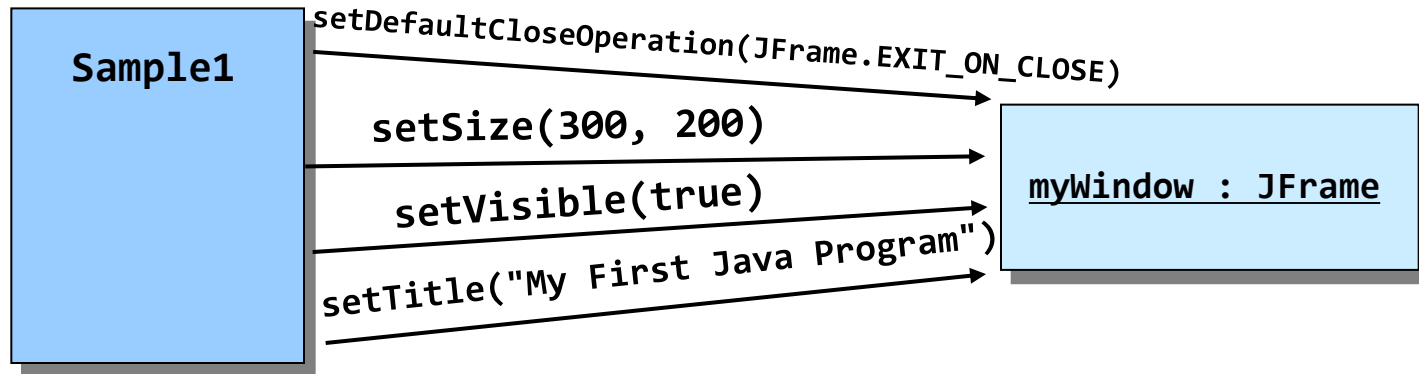 Sample1
setDefaultCloseOperation(JFrame.EXIT_ON_CLOSE)
setSize(300, 200)
setVisible(true)
setTitle("My First Java Program")
myWindow : JFrame